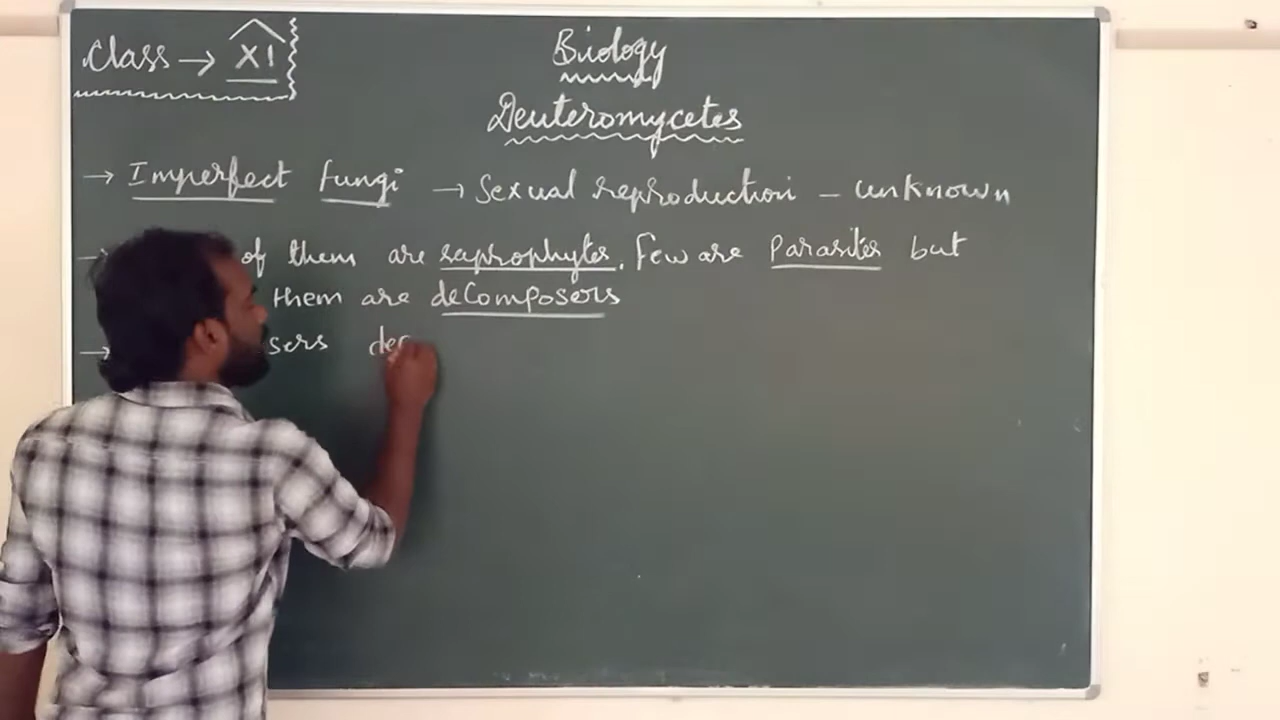 Class → XI
Biology
Deuteromycetes
→ Imperfect fungi → Sexual reproduction – unknown
→ of them are saprophytes. Few are Parasites but
them are decomposers
→ sers dec